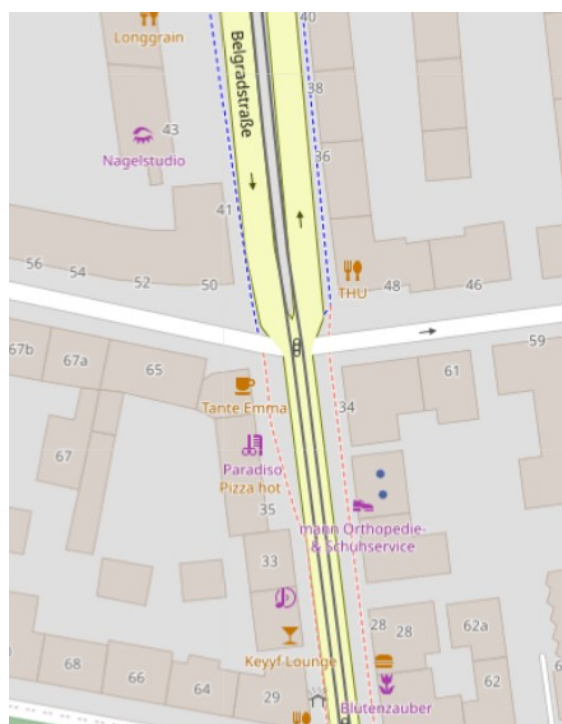 Longgrain
40
Belgradstraße
38
43
Nagelstudio
36
41
56
54
52
50
THU
48
46
67b
67a
65
59
61
Tante Emma
34
67
Paradiso
Pizza hot
35
mann Orthopedie-
& Schuhservice
33
28
28
62a
Keyyf Lounge
68
66
64
29
62
Blutenzauber